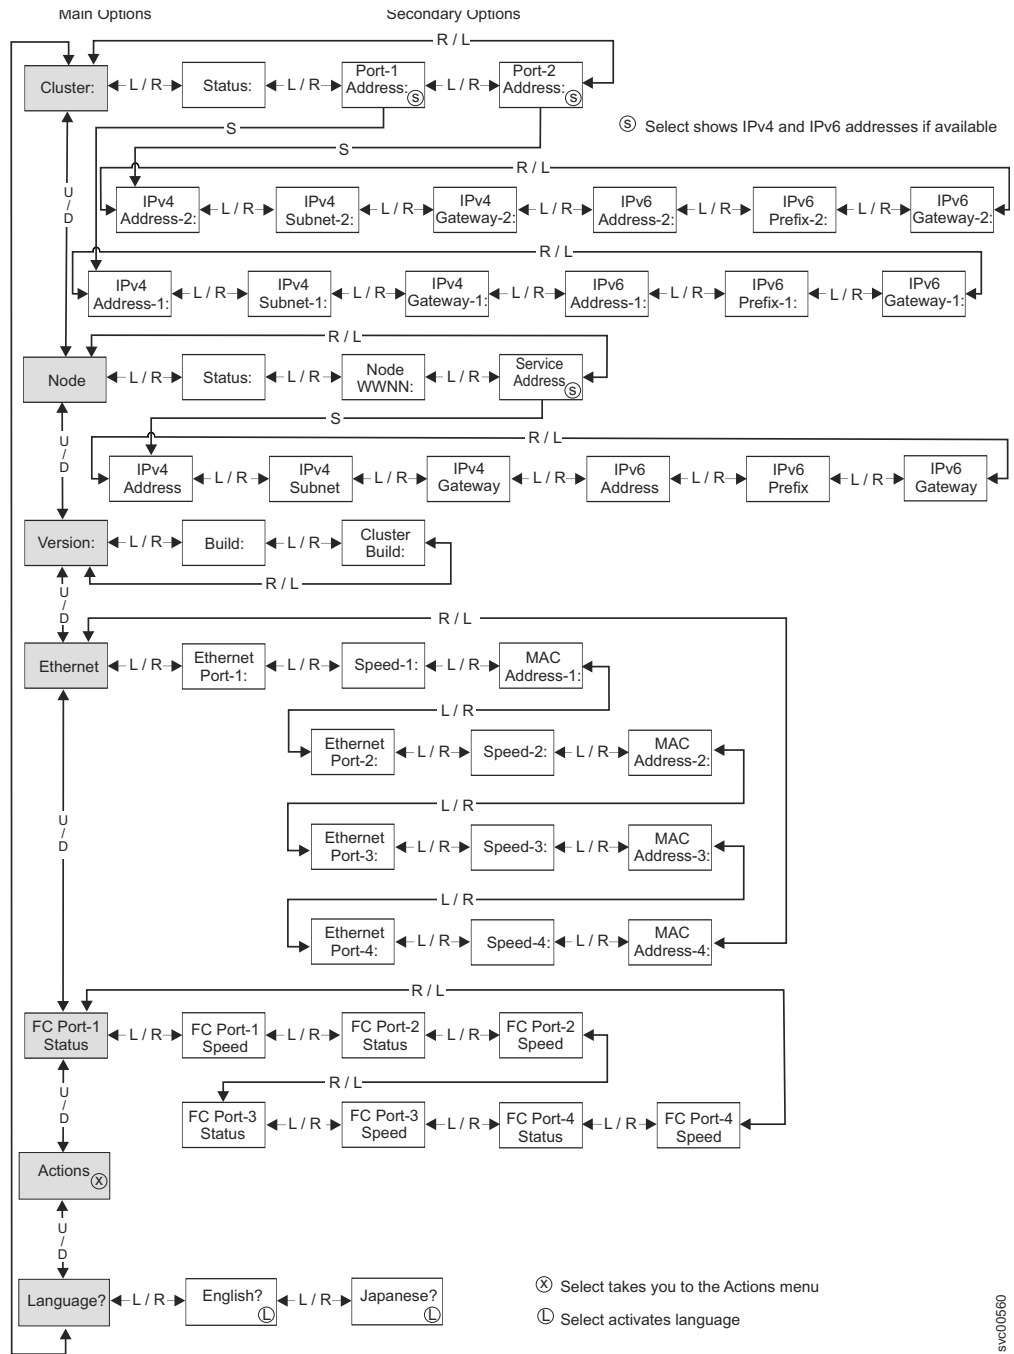 Main Options
Secondary Options
R / L
Cluster:
L / R
Status:
L / R
Port-1
Address: Ⓢ
L / R
Port-2
Address: Ⓢ
Ⓢ Select shows IPv4 and IPv6 addresses if available
S
S
U / D
R / L
IPv4
Address-2:
L / R
IPv4
Subnet-2:
L / R
IPv4
Gateway-2:
L / R
IPv6
Address-2:
L / R
IPv6
Prefix-2:
L / R
IPv6
Gateway-2:
R / L
IPv4
Address-1:
L / R
IPv4
Subnet-1:
L / R
IPv4
Gateway-1:
L / R
IPv6
Address-1:
L / R
IPv6
Prefix-1:
L / R
IPv6
Gateway-1:
R / L
Node
L / R
Status:
L / R
Node
WWNN:
L / R
Service
Address Ⓢ
S
U / D
R / L
IPv4
Address
L / R
IPv4
Subnet
L / R
IPv4
Gateway
L / R
IPv6
Address
L / R
IPv6
Prefix
L / R
IPv6
Gateway
Version:
L / R
Build:
L / R
Cluster
Build:
R / L
U / D
R / L
Ethernet
L / R
Ethernet
Port-1:
L / R
Speed-1:
L / R
MAC
Address-1:
L / R
Ethernet
Port-2:
L / R
Speed-2:
L / R
MAC
Address-2:
L / R
U / D
Ethernet
Port-3:
L / R
Speed-3:
L / R
MAC
Address-3:
L / R
Ethernet
Port-4:
L / R
Speed-4:
L / R
MAC
Address-4:
R / L
FC Port-1
Status
L / R
FC Port-1
Speed
L / R
FC Port-2
Status
L / R
FC Port-2
Speed
R / L
U / D
FC Port-3
Status
L / R
FC Port-3
Speed
L / R
FC Port-4
Status
L / R
FC Port-4
Speed
Actions ⓧ
U / D
Language?
L / R
English? Ⓛ
L / R
Japanese? Ⓛ
ⓧ Select takes you to the Actions menu
Ⓛ Select activates language
svc00560